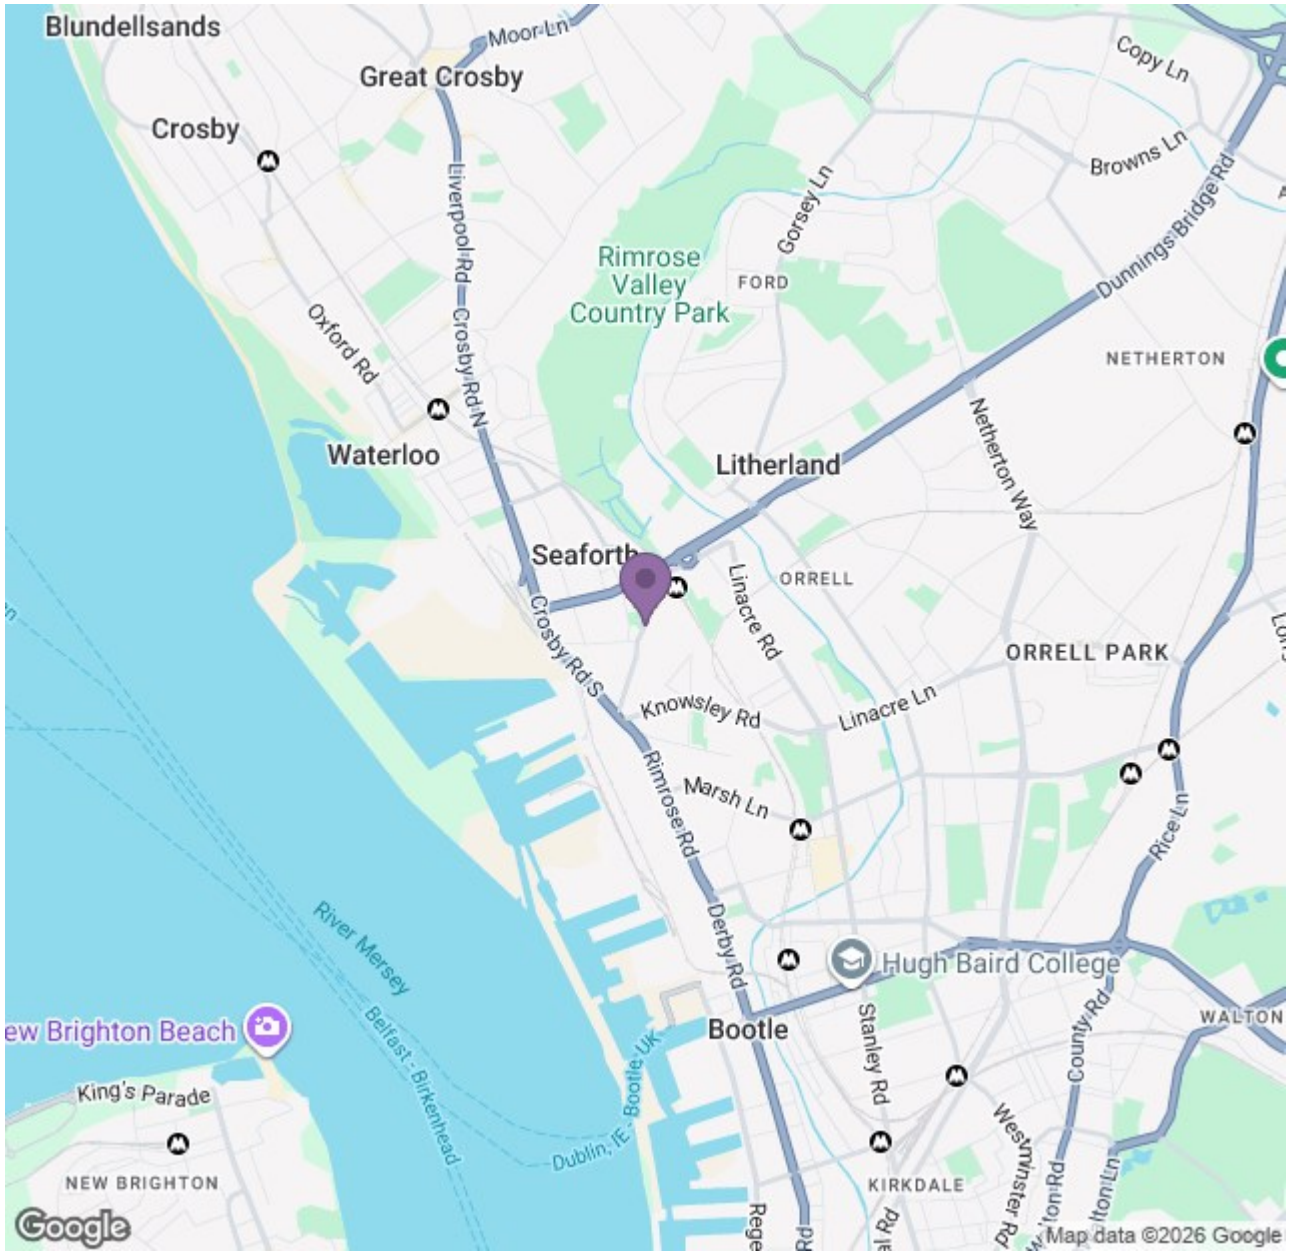 Blundellsands
Moor Ln
Great Crosby
Copy Ln
Crosby
Browns Ln
Liverpool Rd
Gorsey Ln
Dunnings Bridge Rd
Rimrose
Valley
Country Park
FORD
Oxford Rd
Crosby Rd N
NETHERTON
Netherton Way
Waterloo
Litherland
Seaforth
Linacre Rd
ORRELL
Crosby Rd S
ORRELL PARK
Knowsley Rd
Linacre Ln
Rimrose Rd
Marsh Ln
Rice Ln
River Mersey
Derby Rd
Hugh Baird College
Stanley Rd
County Rd
WALTON
ew Brighton Beach
Bootle
Belfast - Birkenhead
Dublin, IE - Bootle, UK
King's Parade
Westminster Rd
NEW BRIGHTON
KIRKDALE
Google
Map data ©2026 Google